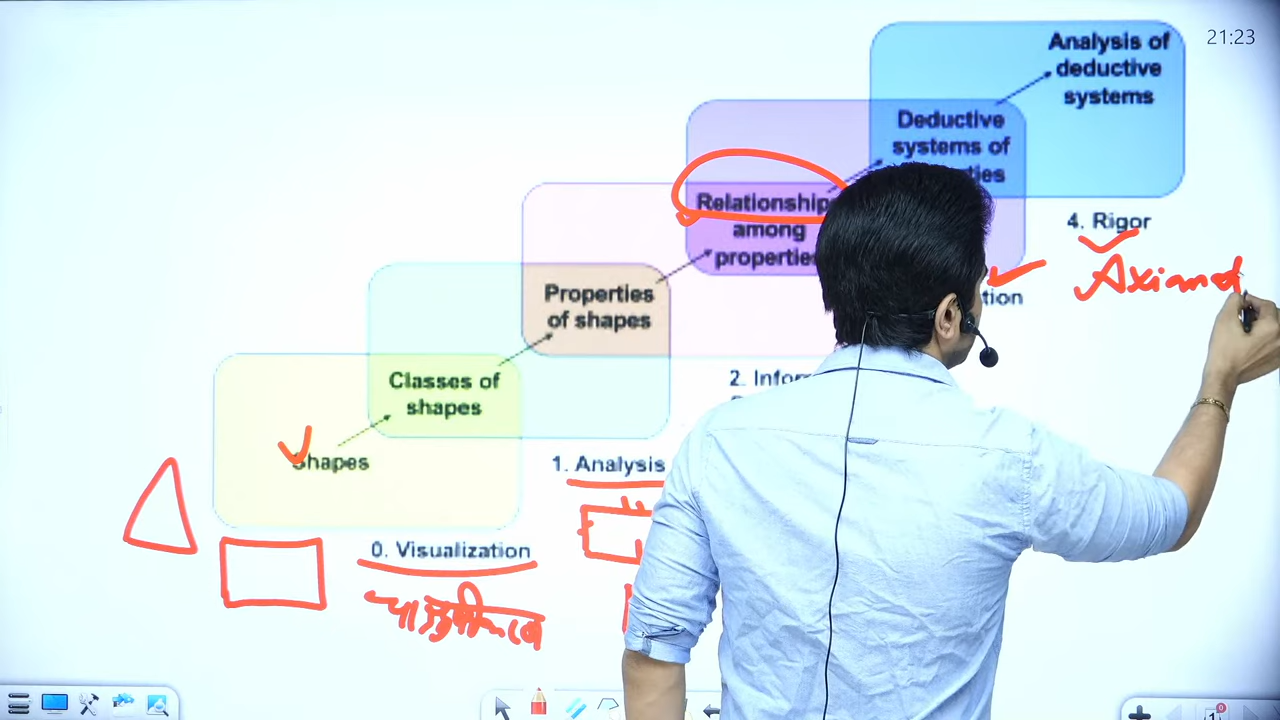 21:23
Analysis of
deductive
systems
Deductive
systems of
4. Rigor
Relationship
among
properties
Properties
of shapes
2.
Classes of
shapes
Shapes
1. Analysis
0. Visualization